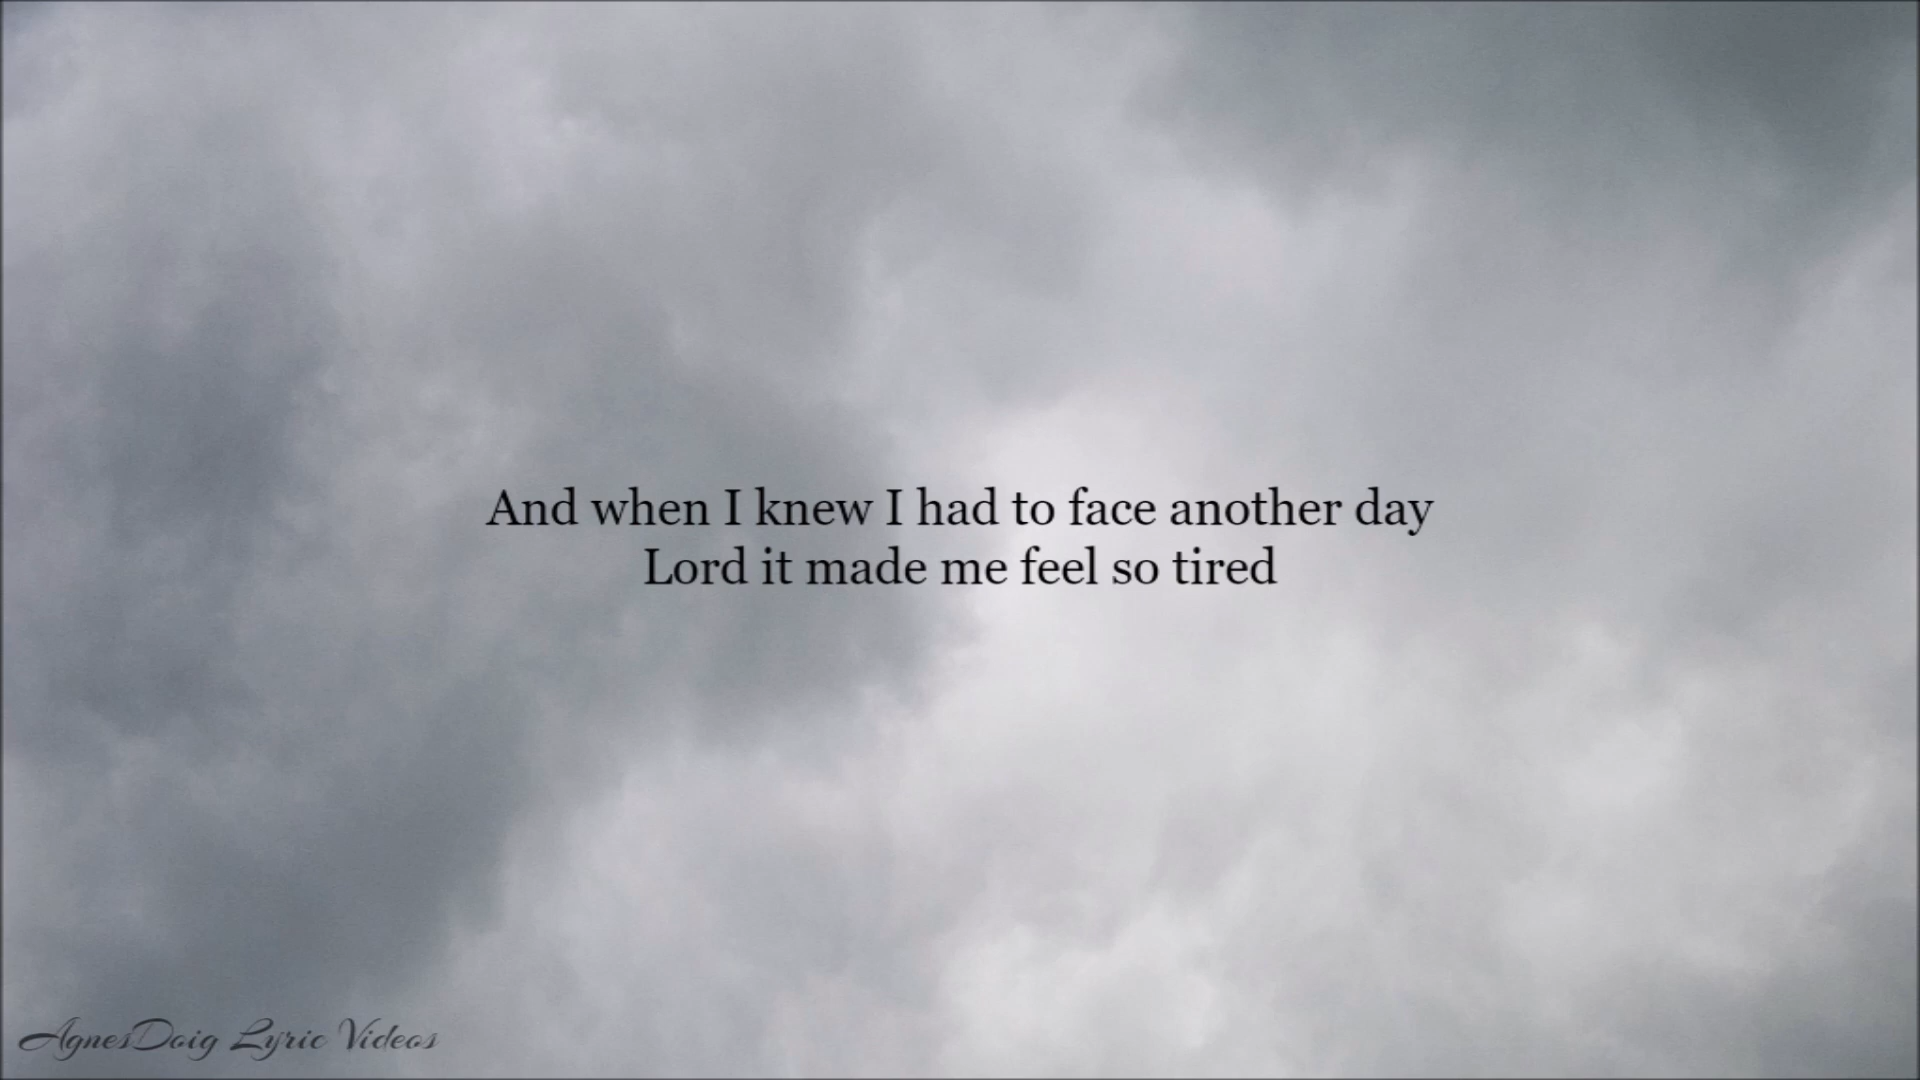 And when I knew I had to face another day
Lord it made me feel so tired
AgnesDoig Lyric Videos